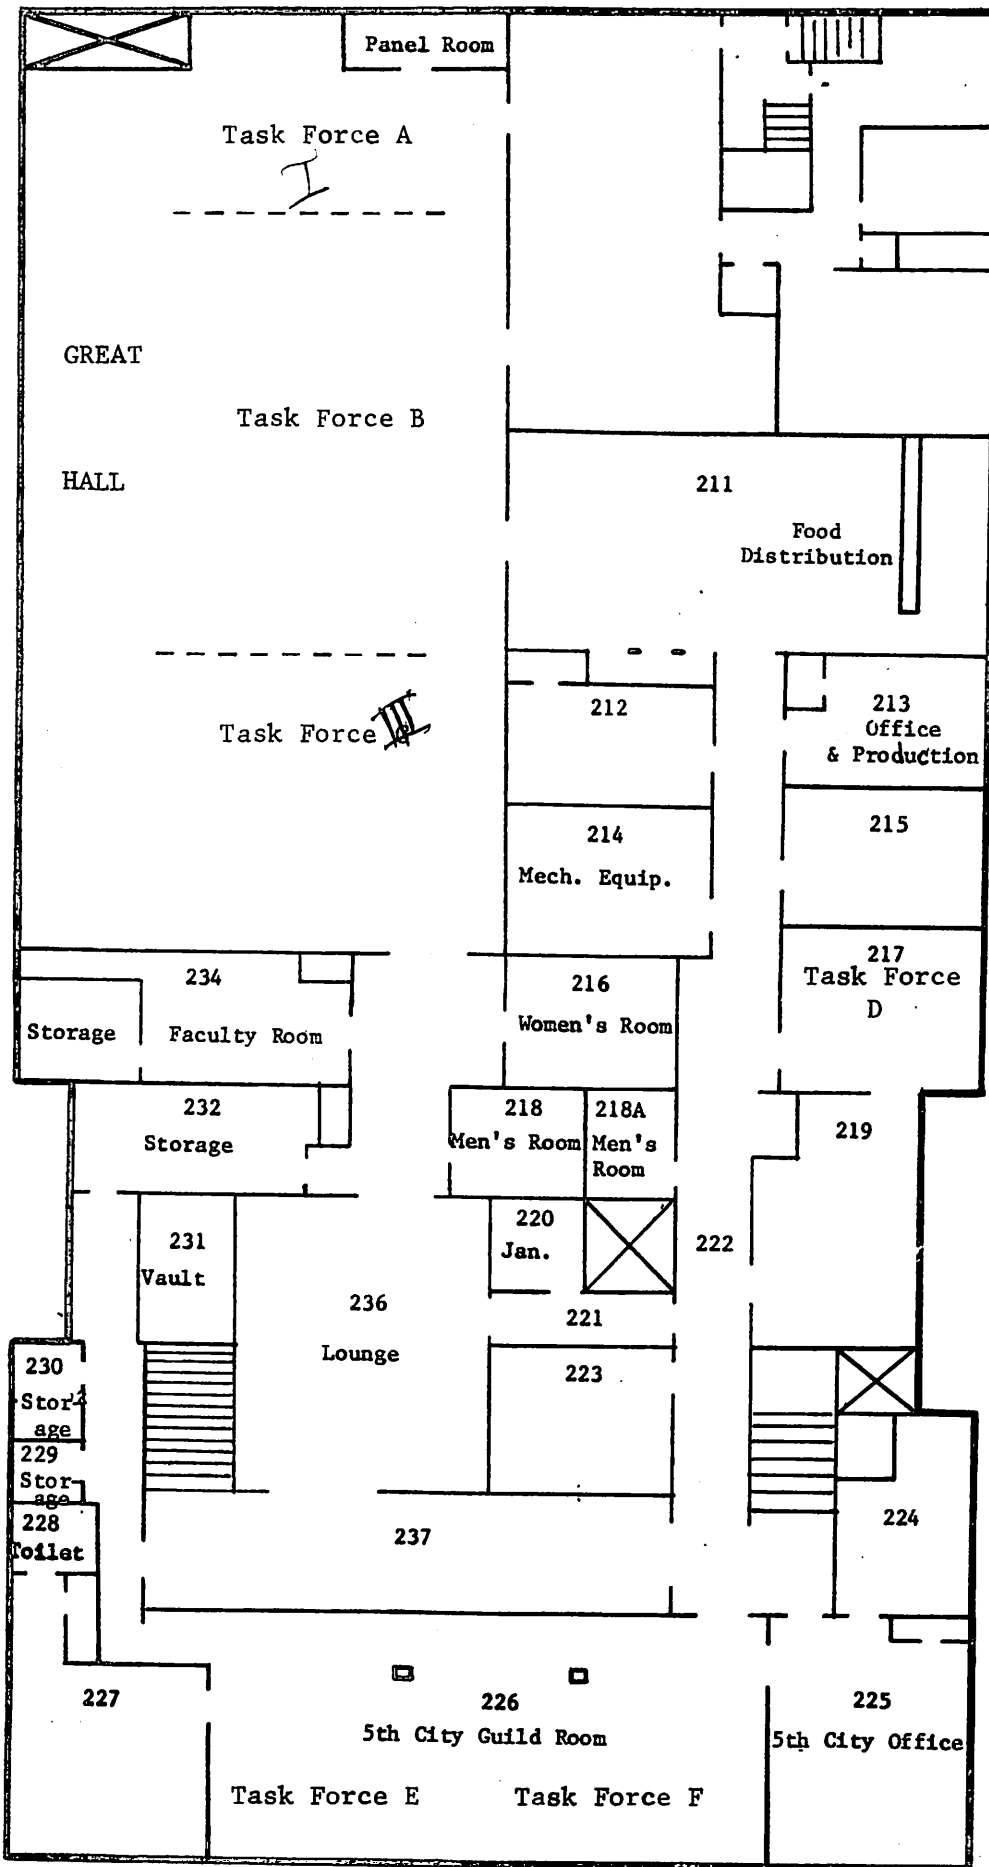 Panel Room
Task Force A
I
GREAT
Task Force B
HALL
211
Food
Distribution
212
213
Office
& Production
Task Force
III
214
Mech. Equip.
215
217
Task Force
D
234
Storage
Faculty Room
216
Women's Room
232
Storage
218
Men's Room
218A
Men's
Room
219
220
Jan.
222
231
Vault
221
236
Lounge
223
230
Stor-
age
229
Stor-
age
228
Toilet
224
237
227
226
5th City Guild Room
225
5th City Office
Task Force E
Task Force F